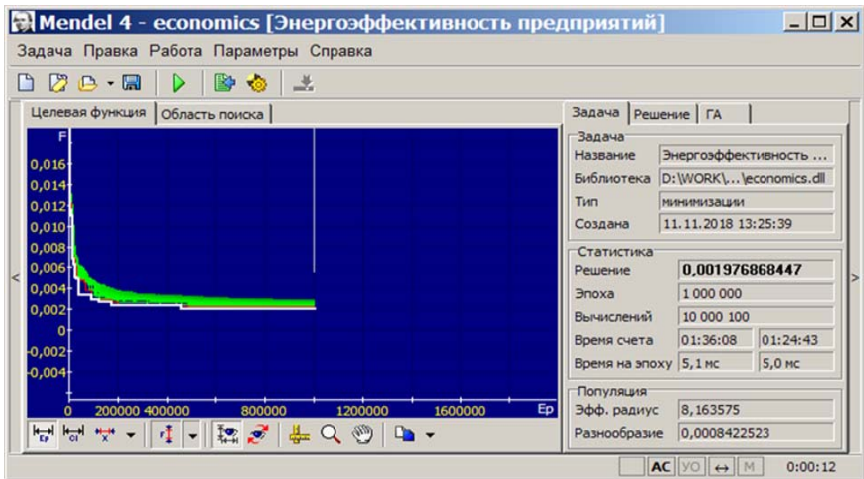 Mendel 4 - economics [Энергоэффективность предприятий]
Задача Правка Работа Параметры Справка
Целевая функция Область поиска
F
0,016
0,014
0,012
0,010
0,008
0,006
0,004
0,002
0
-0,002
-0,004
0 200000 400000 800000 1200000 1600000 Ep
Ep CI X F
< >
Задача Решение ГА
Задача
Название Энергоэффективность ...
Библиотека D:\WORK\...\economics.dll
Тип минимизации
Создана 11.11.2018 13:25:39
Статистика
Решение 0,001976868447
Эпоха 1 000 000
Вычислений 10 000 100
Время счета 01:36:08 01:24:43
Время на эпоху 5,1 мс 5,0 мс
Популяция
Эфф. радиус 8,163575
Разнообразие 0,0008422523
АС УО ↔ М 0:00:12